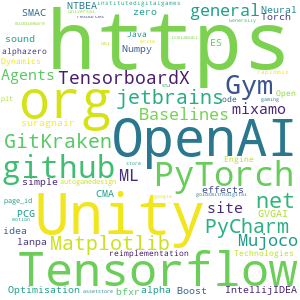 SMAC NTBEA institutedigitalgames
zero general Neural
https
Agents Numpy Java Torch
sound ES
alphazero TensorboardX Dynamics
org jetbrains Gym
suragnair Baselines mixamo
GitKraken OpenAI
github ML PyTorch
simple autogamedesign effects
Unity CMA Engine net
page_id PCG site GVGAI
idea Matplotlib PyCharm
lanpa reimplementation Mujoco
Technologies
Tensorflow
Optimisation bfxr alpha Boost IntellijIDEA
motion assetstore
Open ode plt gaming store